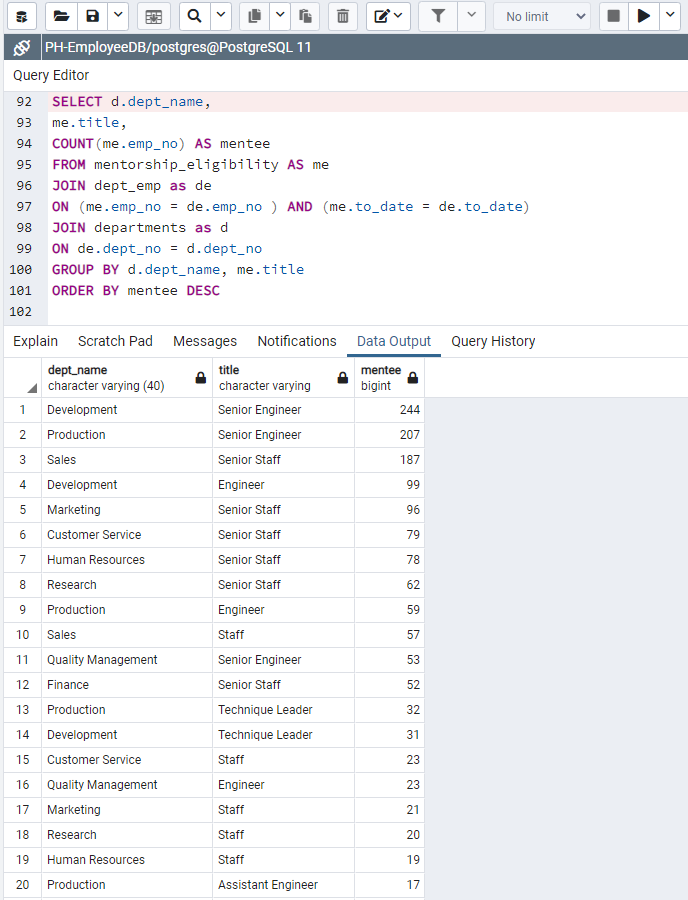 No limit
PH-EmployeeDB/postgres@PostgreSQL 11
Query Editor
92 SELECT d.dept_name,
93 me.title,
94 COUNT(me.emp_no) AS mentee
95 FROM mentorship_eligibility AS me
96 JOIN dept_emp as de
97 ON (me.emp_no = de.emp_no ) AND (me.to_date = de.to_date)
98 JOIN departments as d
99 ON de.dept_no = d.dept_no
100 GROUP BY d.dept_name, me.title
101 ORDER BY mentee DESC
102
Explain Scratch Pad Messages Notifications Data Output Query History
dept_name title mentee
character varying (40) character varying bigint
1 Development Senior Engineer 244
2 Production Senior Engineer 207
3 Sales Senior Staff 187
4 Development Engineer 99
5 Marketing Senior Staff 96
6 Customer Service Senior Staff 79
7 Human Resources Senior Staff 78
8 Research Senior Staff 62
9 Production Engineer 59
10 Sales Staff 57
11 Quality Management Senior Engineer 53
12 Finance Senior Staff 52
13 Production Technique Leader 32
14 Development Technique Leader 31
15 Customer Service Staff 23
16 Quality Management Engineer 23
17 Marketing Staff 21
18 Research Staff 20
19 Human Resources Staff 19
20 Production Assistant Engineer 17